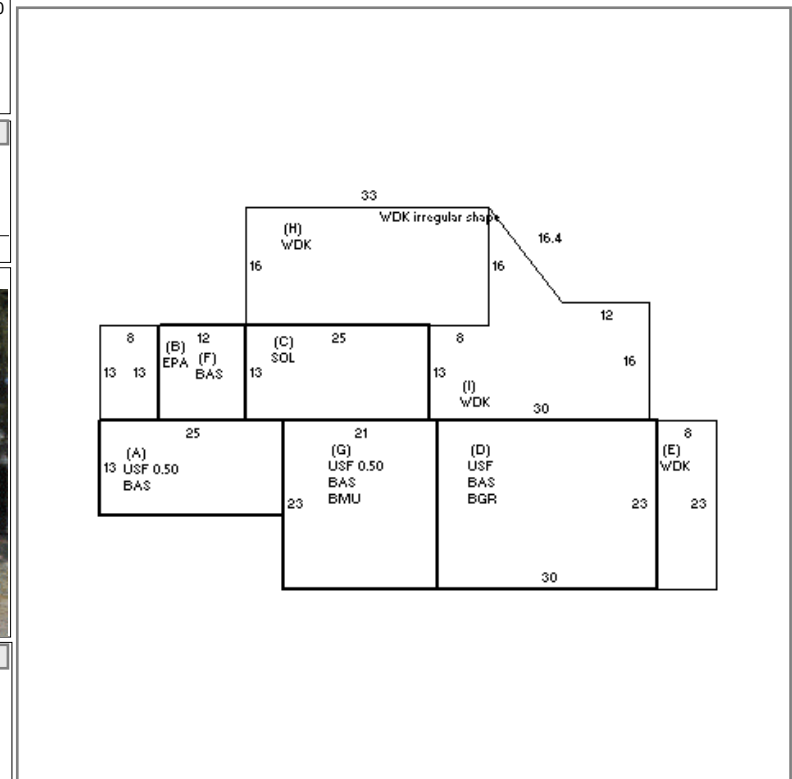 33
WDK irregular shape
(H)
WDK
16.4
16
16
12
8
(B)
EPA
12
(F)
BAS
(C)
SOL
25
8
16
13
13
13
13
(I)
WDK
30
25
21
8
(A)
USF 0.50
BAS
13
(G)
USF 0.50
BAS
BMU
(D)
USF
BAS
BGR
(E)
WDK
23
23
23
30